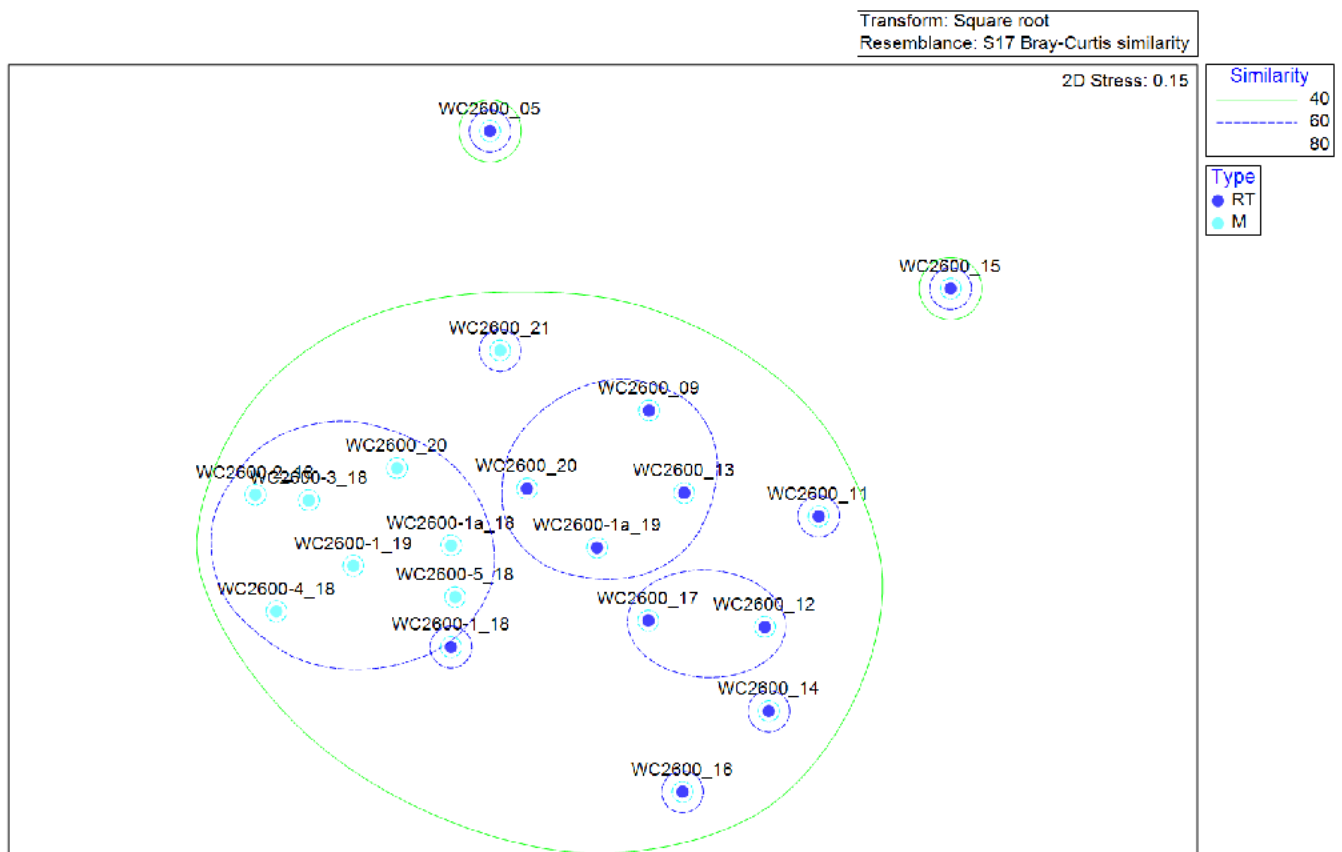 Transform: Square root
Resemblance: S17 Bray-Curtis similarity
2D Stress: 0.15
Similarity
40
60
80
Type
RT
M
WC2600_05
WC2600_15
WC2600_21
WC2600_09
WC2600_20
WC2600_20
WC2600_13
WC2600-3_18
WC2600_11
WC2600-1a_18
WC2600-1a_19
WC2600-1_19
WC2600-5_18
WC2600-4_18
WC2600_17
WC2600_12
WC2600-1_18
WC2600_14
WC2600_16